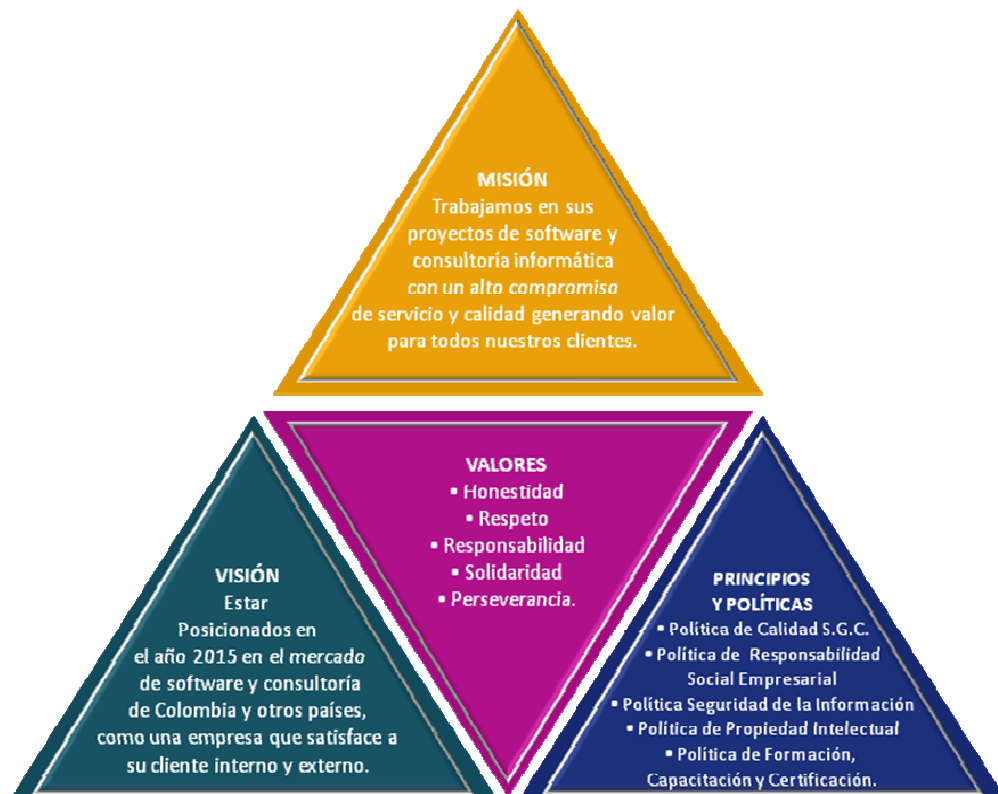 MISIÓN
Trabajamos en sus
proyectos de software y
consultoría informática
con un alto compromiso
de servicio y calidad generando valor
para todos nuestros clientes.
VALORES
▪ Honestidad
▪ Respeto
▪ Responsabilidad
▪ Solidaridad
▪ Perseverancia.
VISIÓN
Estar
Posicionados en
el año 2015 en el mercado
de software y consultoría
de Colombia y otros países,
como una empresa que satisface a
su cliente interno y externo.
PRINCIPIOS
Y POLÍTICAS
▪ Política de Calidad S.G.C.
▪ Política de Responsabilidad
Social Empresarial
▪ Política Seguridad de la Información
▪ Política de Propiedad Intelectual
▪ Política de Formación,
Capacitación y Certificación.